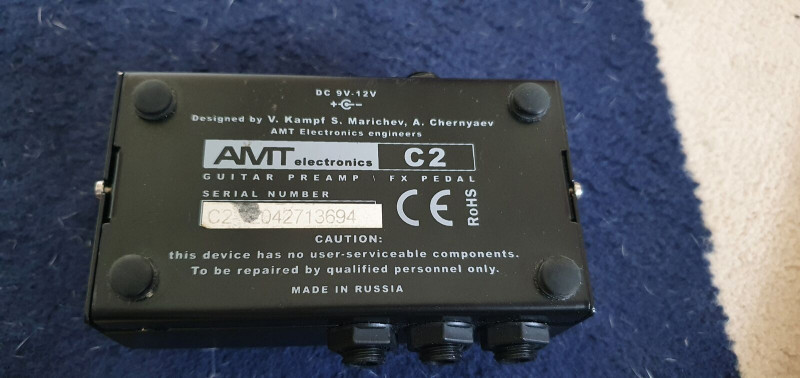 DC 9V-12V
+ -
Designed by V. Kampf S. Marichev, A. Chernyaev
AMT Electronics engineers
AMT electronics C2
GUITAR PREAMP \ FX PEDAL
SERIAL NUMBER
CE
RoHS
CAUTION:
this device has no user-serviceable components.
To be repaired by qualified personnel only.
MADE IN RUSSIA